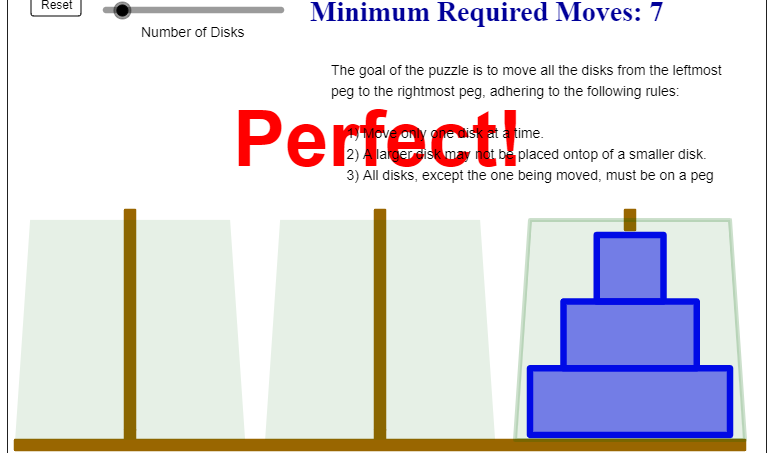 Reset
Minimum Required Moves: 7
Number of Disks
The goal of the puzzle is to move all the disks from the leftmost
peg to the rightmost peg, adhering to the following rules:
Perfect!
1) Move only one disk at a time.
2) A larger disk may not be placed ontop of a smaller disk.
3) All disks, except the one being moved, must be on a peg